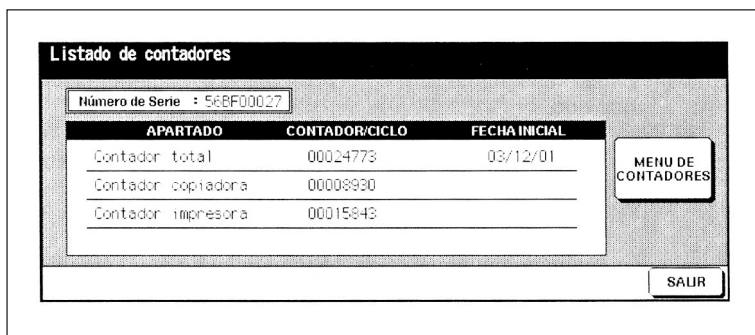 Listado de contadores
Número de Serie : 56BF00027
APARTADO CONTADOR/CICLO FECHA INICIAL
Contador total 00024773 03/12/01
Contador copiadora 00008930
Contador impresora 00015843
MENU DE
CONTADORES
SALIR